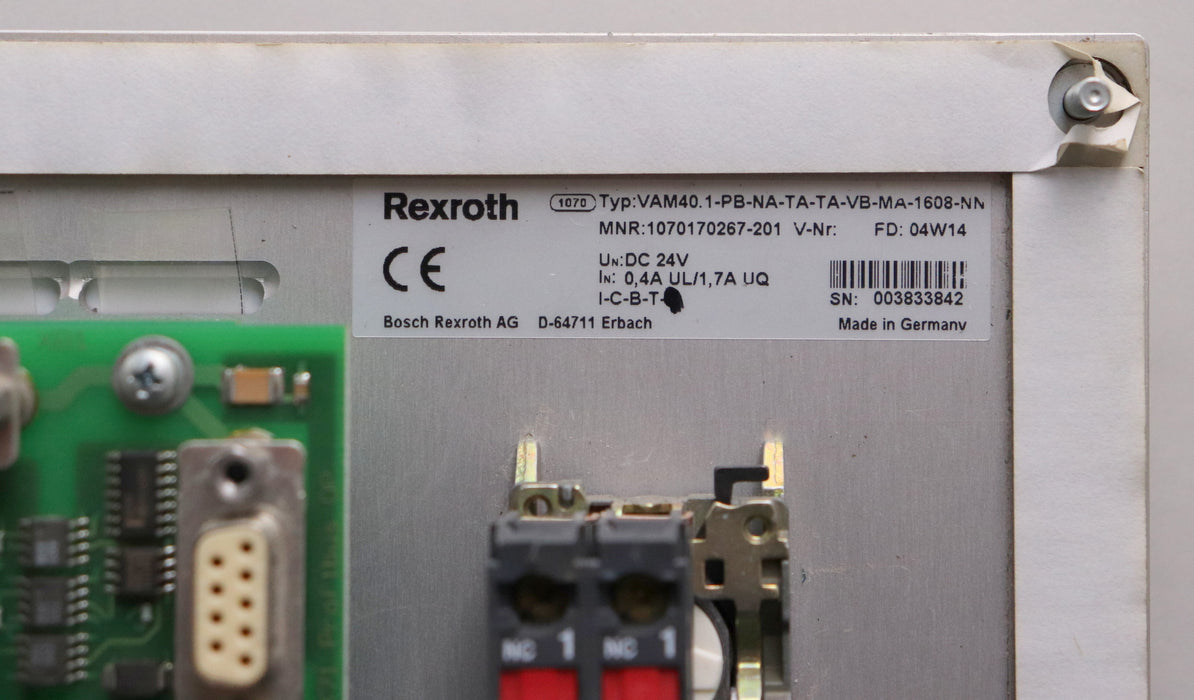 Rexroth
1070 Typ:VAM40.1-PB-NA-TA-TA-VB-MA-1608-NN
MNR:1070170267-201 V-Nr: FD: 04W14
CE
UN:DC 24V
IN: 0,4A UL/1,7A UQ
I-C-B-T-
SN: 003833842
Bosch Rexroth AG D-64711 Erbach Made in Germany
NC 1 NC 1